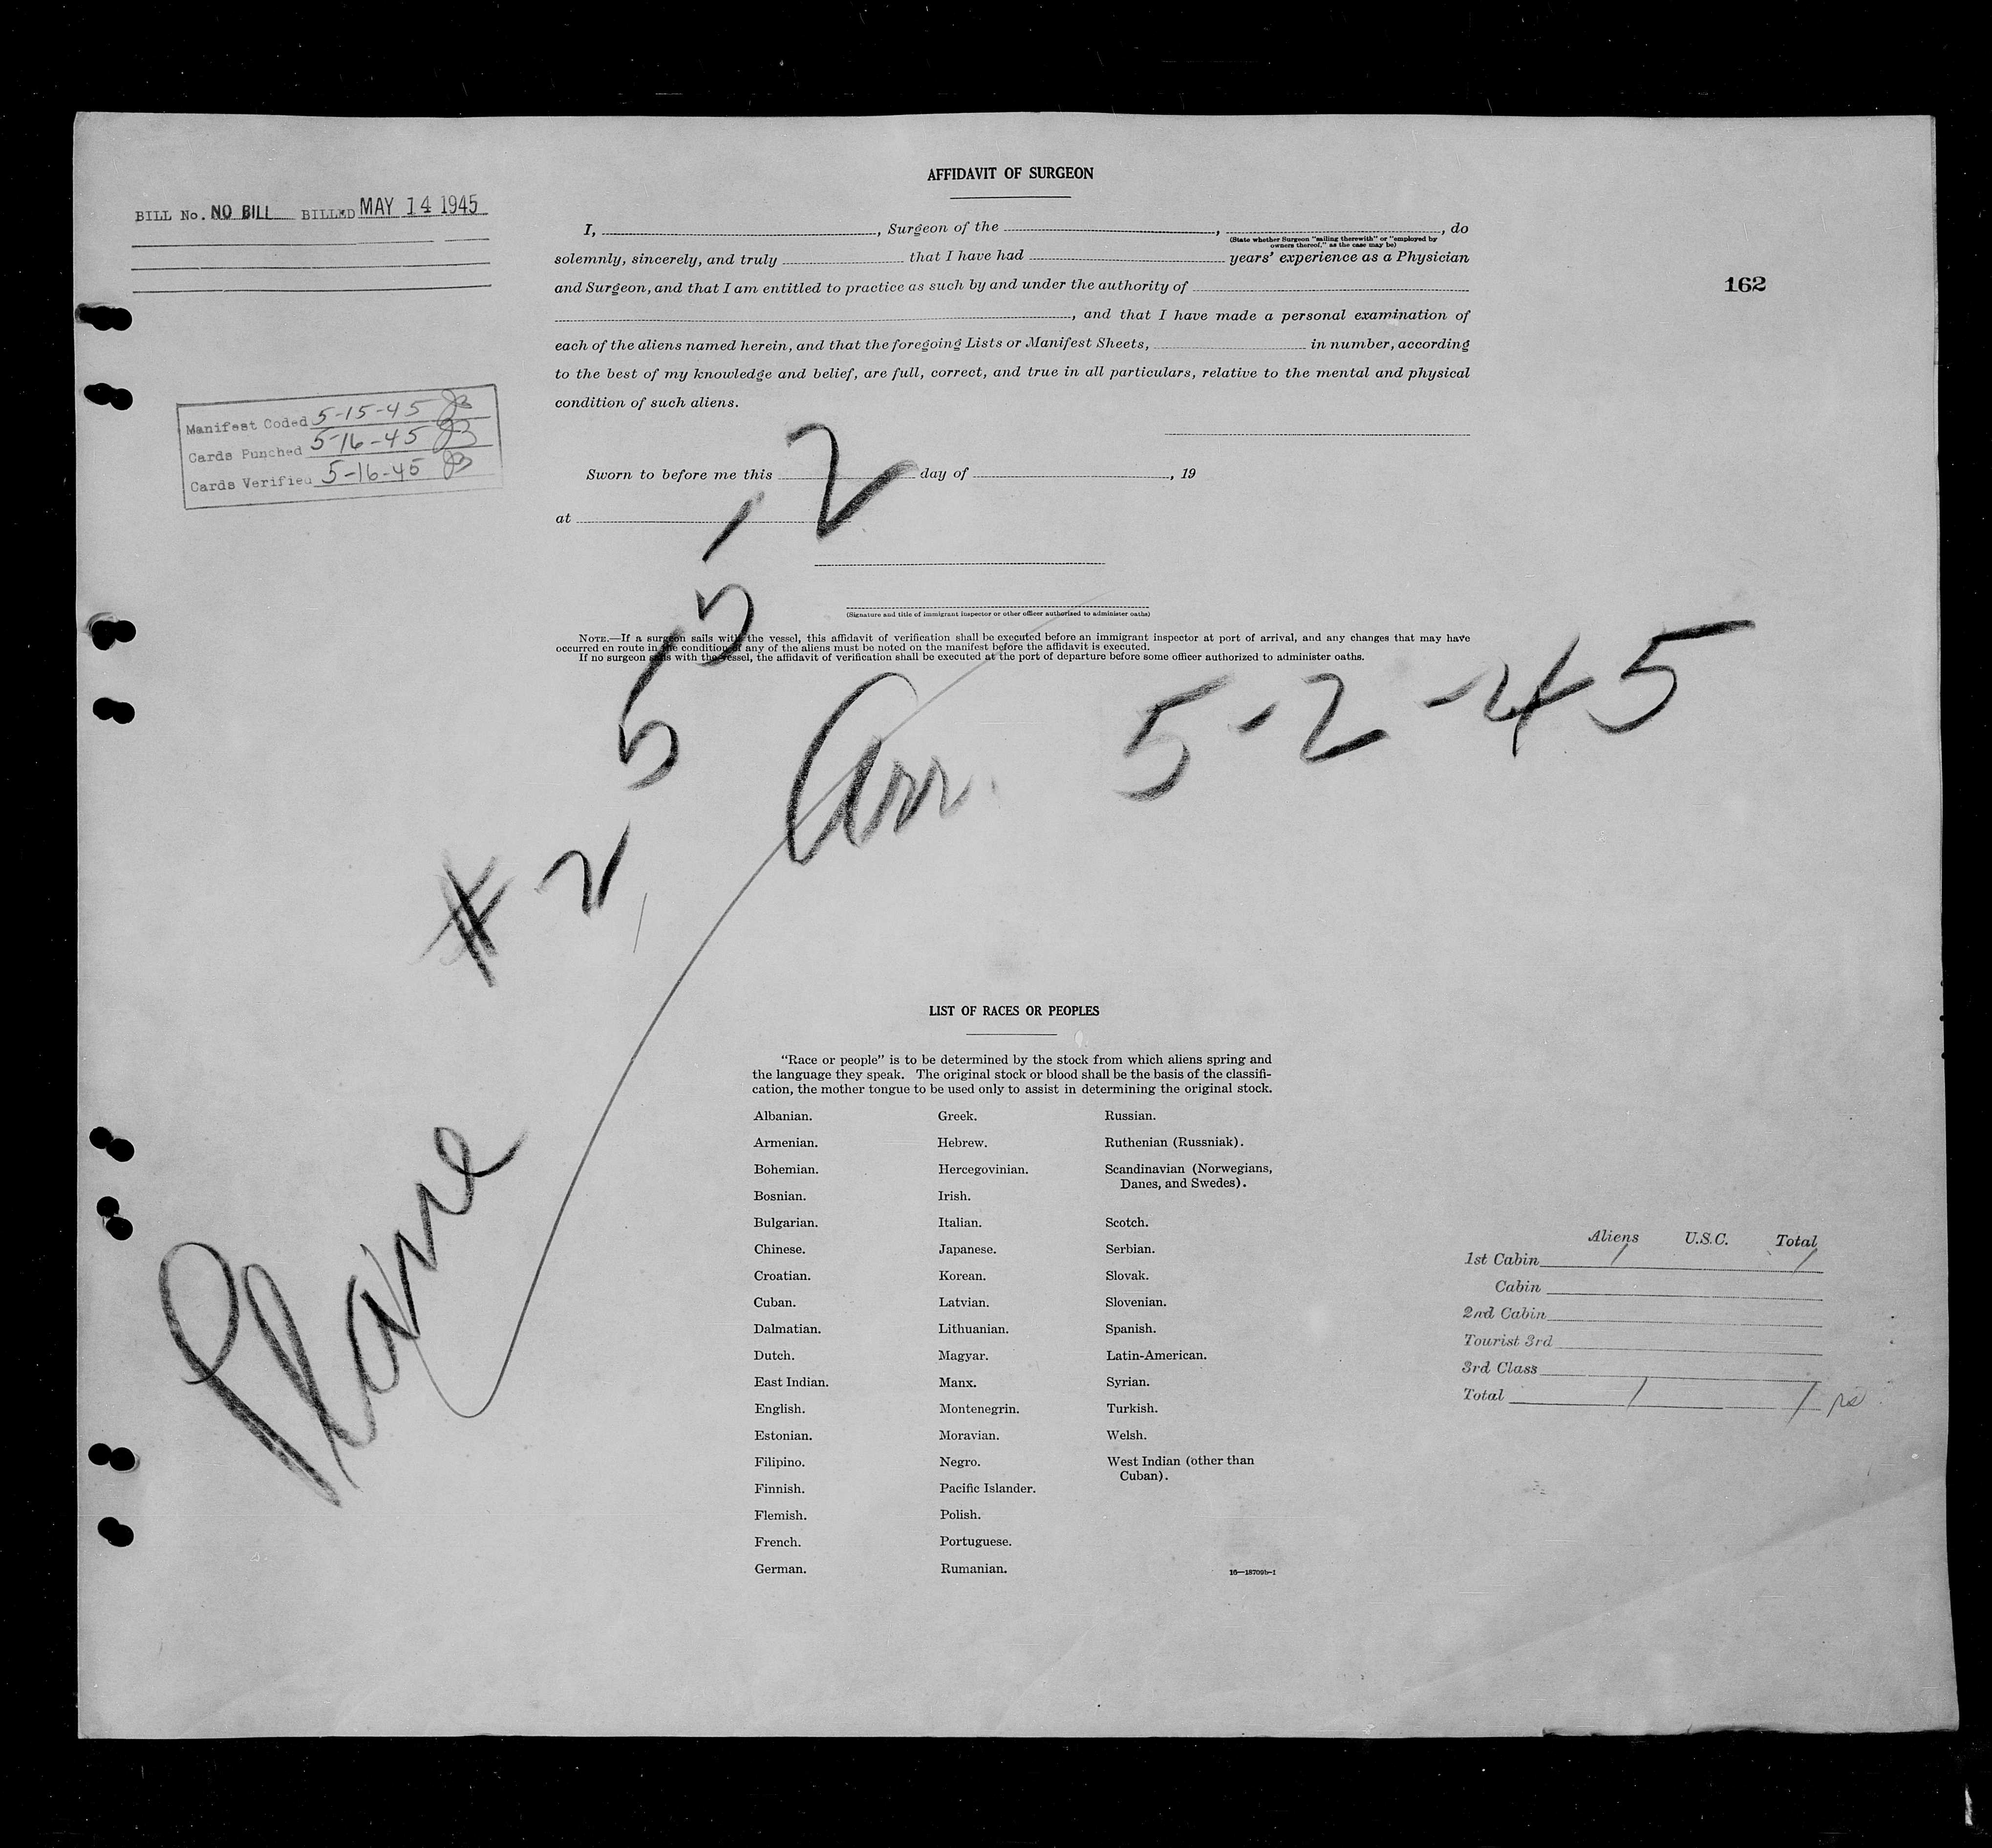 AFFIDAVIT OF SURGEON
BILL No. NO BILL BILLED MAY 14 1945
I, , Surgeon of the , , do
(State whether Surgeon "sailing therewith" or "employed by
owners thereof," as the case may be)
solemnly, sincerely, and truly that I have had years' experience as a Physician
and Surgeon, and that I am entitled to practice as such by and under the authority of
162
, and that I have made a personal examination of
each of the aliens named herein, and that the foregoing Lists or Manifest Sheets, in number, according
to the best of my knowledge and belief, are full, correct, and true in all particulars, relative to the mental and physical
condition of such aliens.
Manifest Coded 5-15-45 JB
Cards Punched 5-16-45 JB
Cards Verified 5-16-45 JB
Sworn to before me this day of , 19
at
(Signature and title of immigrant inspector or other officer authorized to administer oaths)
NOTE.—If a surgeon sails with the vessel, this affidavit of verification shall be executed before an immigrant inspector at port of arrival, and any changes that may have
occurred en route in the condition of any of the aliens must be noted on the manifest before the affidavit is executed.
If no surgeon sails with the vessel, the affidavit of verification shall be executed at the port of departure before some officer authorized to administer oaths.
Plane # 2555-2
Arr. 5-2-45
LIST OF RACES OR PEOPLES
"Race or people" is to be determined by the stock from which aliens spring and
the language they speak. The original stock or blood shall be the basis of the classifi-
cation, the mother tongue to be used only to assist in determining the original stock.
Albanian.
Armenian.
Bohemian.
Bosnian.
Bulgarian.
Chinese.
Croatian.
Cuban.
Dalmatian.
Dutch.
East Indian.
English.
Estonian.
Filipino.
Finnish.
Flemish.
French.
German.
Greek.
Hebrew.
Hercegovinian.
Irish.
Italian.
Japanese.
Korean.
Latvian.
Lithuanian.
Magyar.
Manx.
Montenegrin.
Moravian.
Negro.
Pacific Islander.
Polish.
Portuguese.
Rumanian.
Russian.
Ruthenian (Russniak).
Scandinavian (Norwegians,
Danes, and Swedes).
Scotch.
Serbian.
Slovak.
Slovenian.
Spanish.
Latin-American.
Syrian.
Turkish.
Welsh.
West Indian (other than
Cuban).
16—18709b-1
Aliens U.S.C. Total
1st Cabin 1 1
Cabin
2nd Cabin
Tourist 3rd
3rd Class
Total 1 1